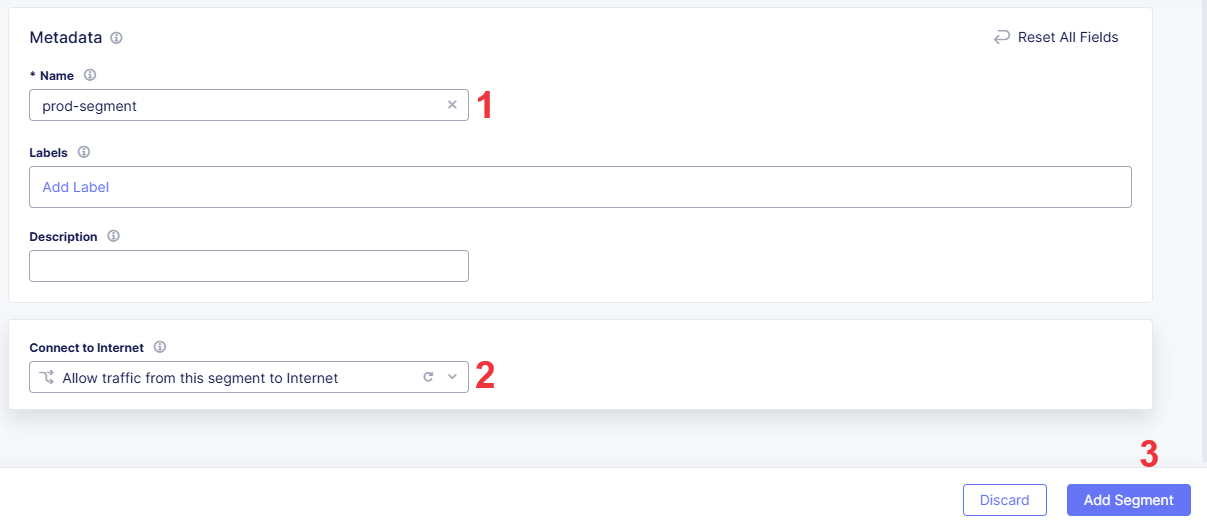 Metadata
Reset All Fields
* Name
prod-segment
1
Labels
Add Label
Description
Connect to Internet
Allow traffic from this segment to Internet
2
3
Discard
Add Segment